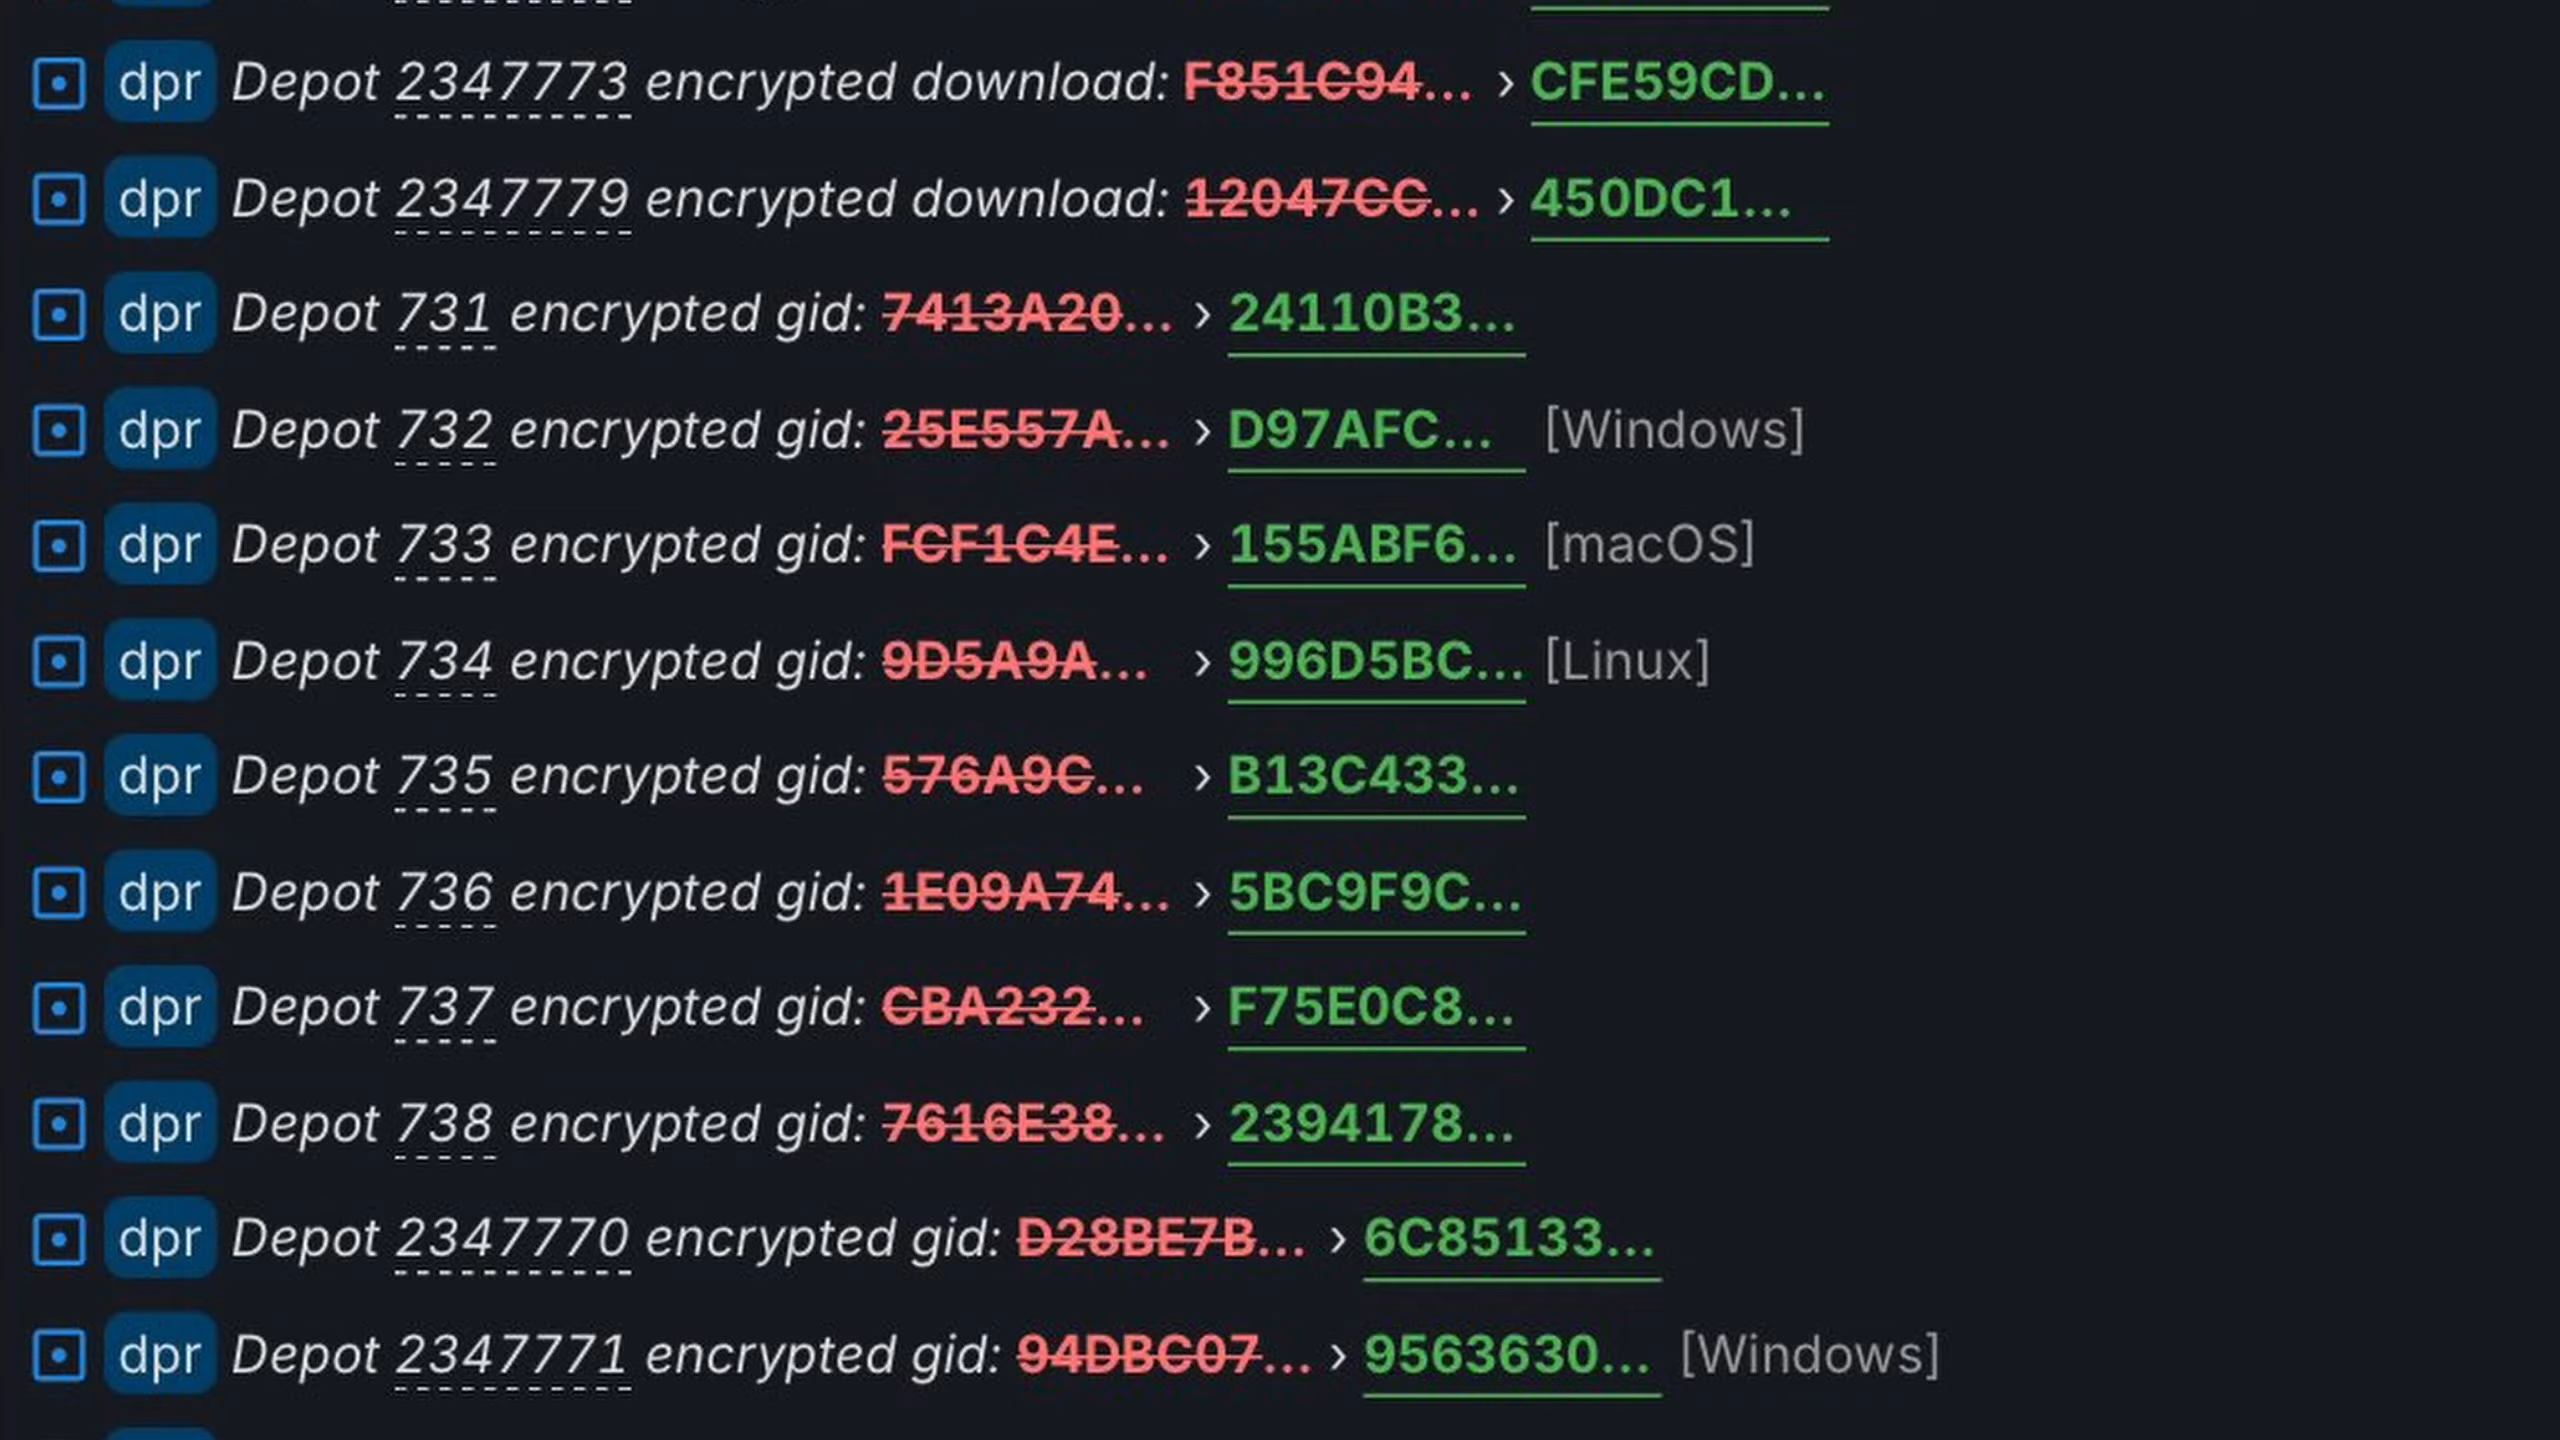 dpr Depot 2347773 encrypted download: F851C94... › CFE59CD...
dpr Depot 2347779 encrypted download: 12047CC... › 450DC1...
dpr Depot 731 encrypted gid: 7413A20... › 24110B3...
dpr Depot 732 encrypted gid: 25E557A... › D97AFC... [Windows]
dpr Depot 733 encrypted gid: FCF1C4E... › 155ABF6... [macOS]
dpr Depot 734 encrypted gid: 9D5A9A... › 996D5BC... [Linux]
dpr Depot 735 encrypted gid: 576A9C... › B13C433...
dpr Depot 736 encrypted gid: 1E09A74... › 5BC9F9C...
dpr Depot 737 encrypted gid: CBA232... › F75E0C8...
dpr Depot 738 encrypted gid: 7616E38... › 2394178...
dpr Depot 2347770 encrypted gid: D28BE7B... › 6C85133...
dpr Depot 2347771 encrypted gid: 94DBC07... › 9563630... [Windows]